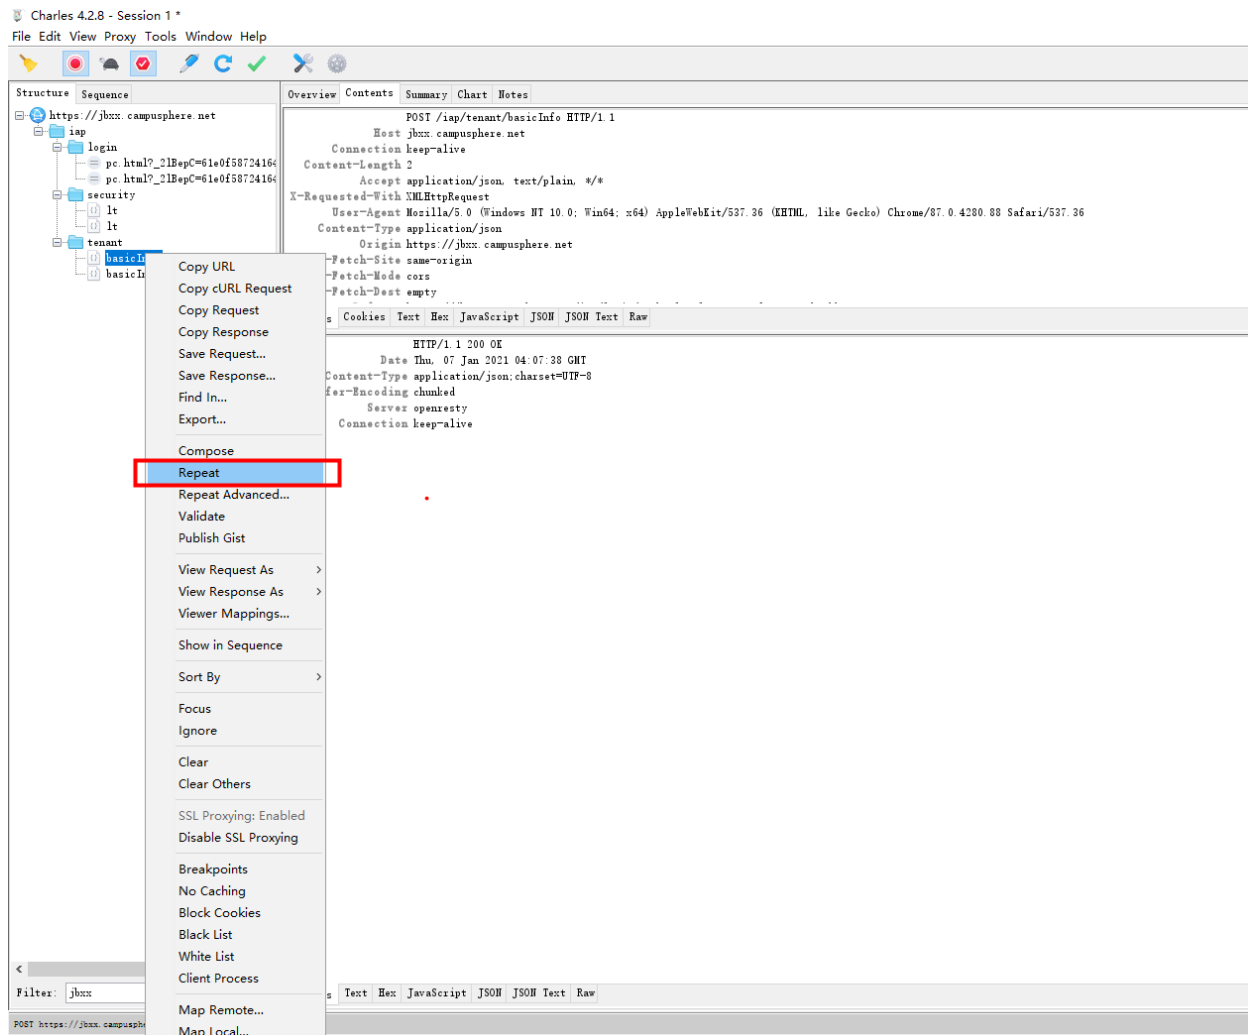 Charles 4.2.8 - Session 1 *
File Edit View Proxy Tools Window Help
Structure Sequence
https://jbxx.campusphere.net
iap
login
pc.html?_2lBepC=61e0f58724164
pc.html?_2lBepC=61e0f58724164
security
lt
lt
tenant
basicIn
basicIn
Overview Contents Summary Chart Notes
POST /iap/tenant/basicInfo HTTP/1.1
Host jbxx.campusphere.net
Connection keep-alive
Content-Length 2
Accept application/json, text/plain, */*
X-Requested-With XMLHttpRequest
User-Agent Mozilla/5.0 (Windows NT 10.0; Win64; x64) AppleWebKit/537.36 (KHTML, like Gecko) Chrome/87.0.4280.88 Safari/537.36
Content-Type application/json
Origin https://jbxx.campusphere.net
-Fetch-Site same-origin
-Fetch-Mode cors
-Fetch-Dest empty
s Cookies Text Hex JavaScript JSON JSON Text Raw
HTTP/1.1 200 OK
Date Thu, 07 Jan 2021 04:07:38 GMT
Content-Type application/json;charset=UTF-8
fer-Encoding chunked
Server openresty
Connection keep-alive
Copy URL
Copy cURL Request
Copy Request
Copy Response
Save Request...
Save Response...
Find In...
Export...
Compose
Repeat
Repeat Advanced...
Validate
Publish Gist
View Request As >
View Response As >
Viewer Mappings...
Show in Sequence
Sort By >
Focus
Ignore
Clear
Clear Others
SSL Proxying: Enabled
Disable SSL Proxying
Breakpoints
No Caching
Block Cookies
Black List
White List
Client Process
Map Remote...
Map Local...
s Text Hex JavaScript JSON JSON Text Raw
Filter: jbxx
POST https://jbxx.campusphe